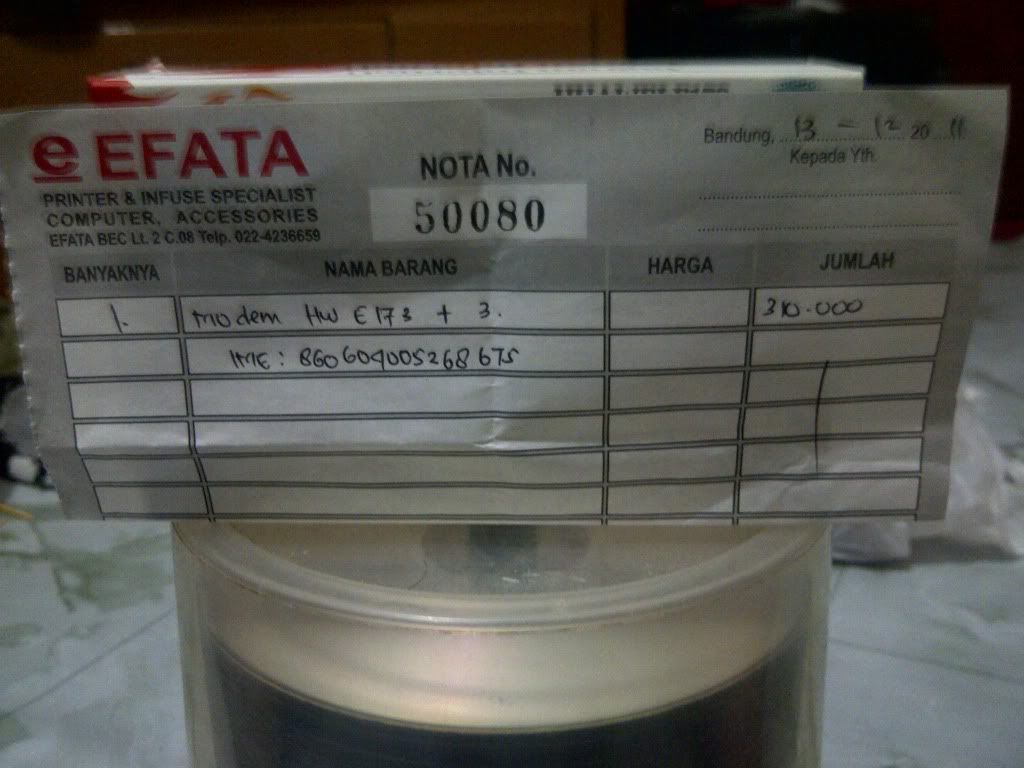 e EFATA
PRINTER & INFUSE SPECIALIST
COMPUTER, ACCESSORIES
EFATA BEC Lt. 2 C.08 Telp. 022-4236659
NOTA No.
50080
Bandung, 13 - 12 20 11
Kepada Yth.
BANYAKNYA NAMA BARANG HARGA JUMLAH
1. Modem HW E173 + 3. 310.000
IME: 860609005268675